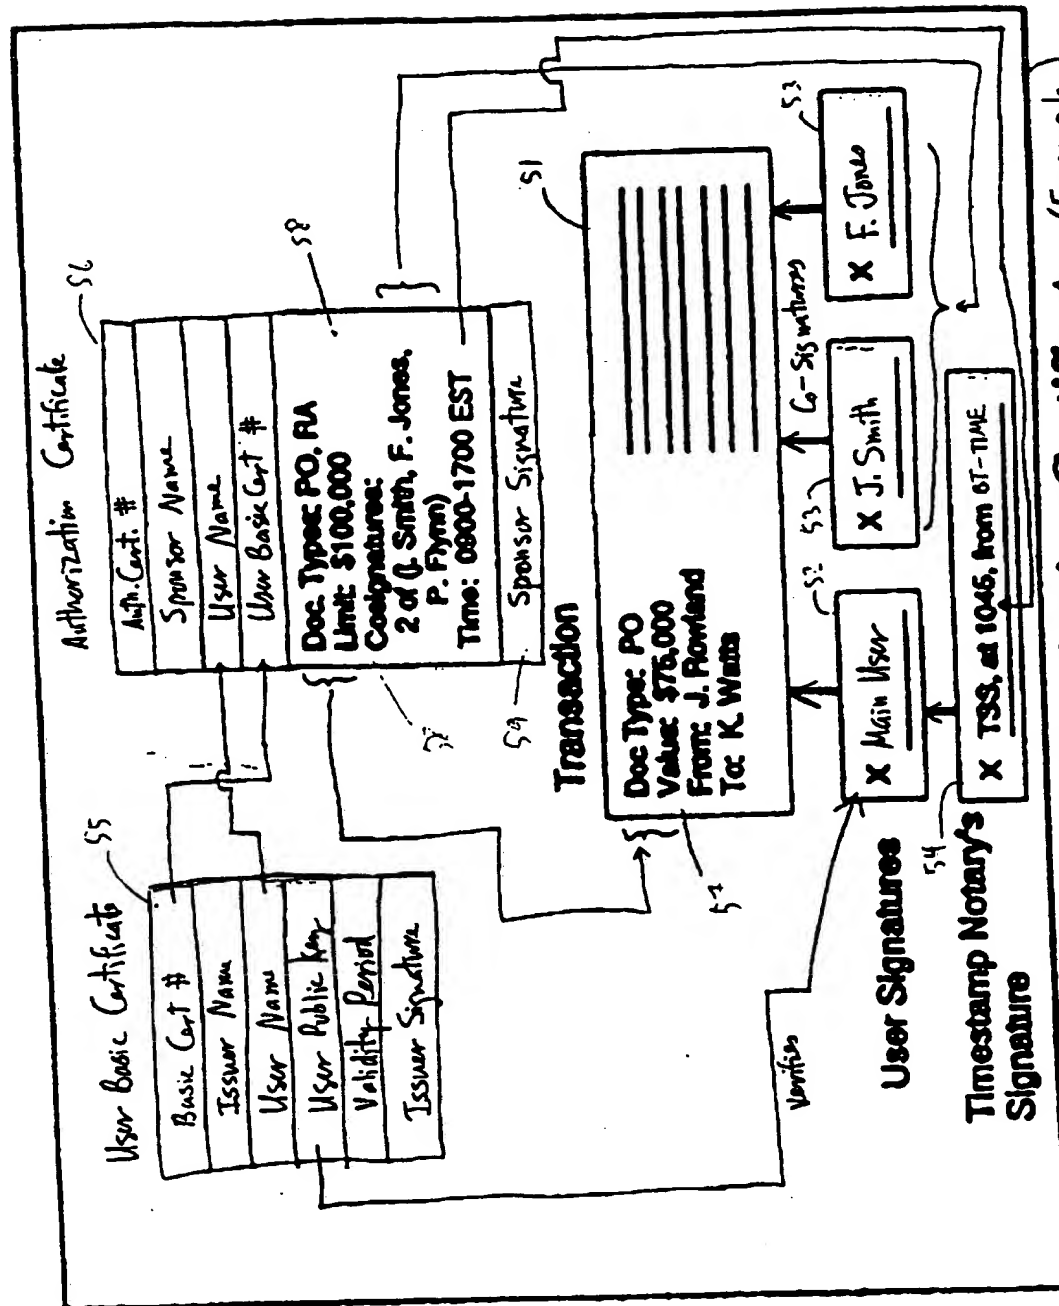 User Basic Certificate
55
Basic Cert #
Issuer Name
User Name
User Public Key
Validity Period
Issuer Signature
Authorization Certificate
56
Auth. Cert. #
Sponsor Name
User Name
User Basic Cert #
Doc. Types: PO, RA
Limit: $100,000
Cosignatures:
2 of (J. Smith, F. Jones,
P. Flynn)
Time: 0900-1700 EST
58
Sponsor Signature
59
Transaction
51
Doc Type: PO
Value: $75,000
From: J. Rowland
To: K. Watts
57
Co-Signatures
Verifies
User Signatures
52
X Main User
53
X J. Smith
53
X F. Jones
Timestamp Notary's
Signature
54
X TSS, at 1045, from BT-TIME